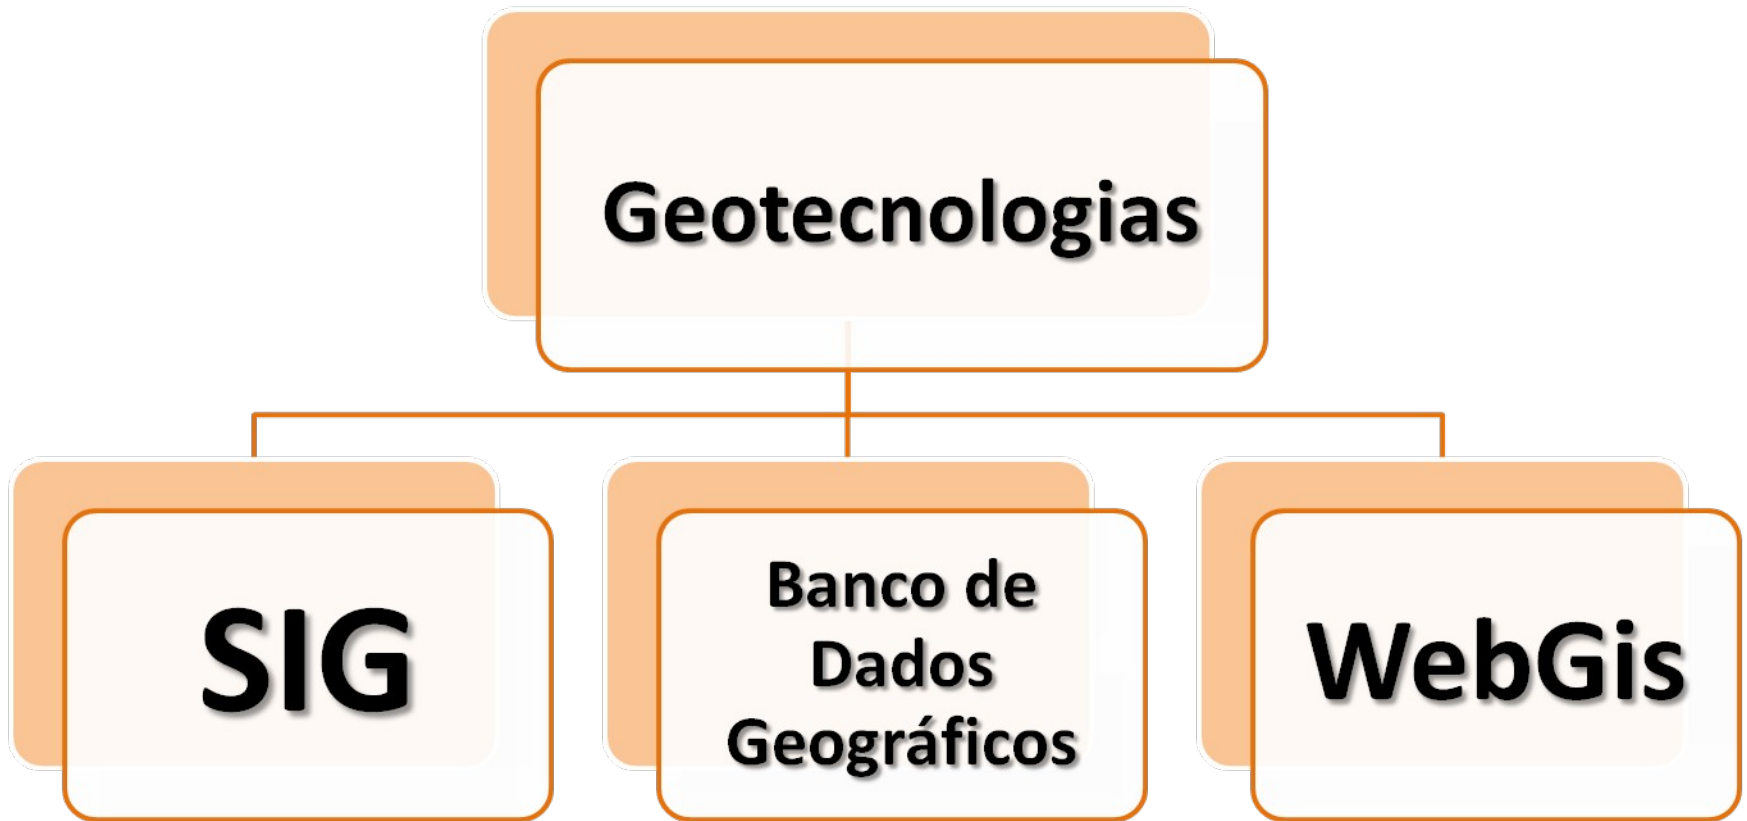 Geotecnologias
SIG
Banco de
Dados
Geográficos
WebGis